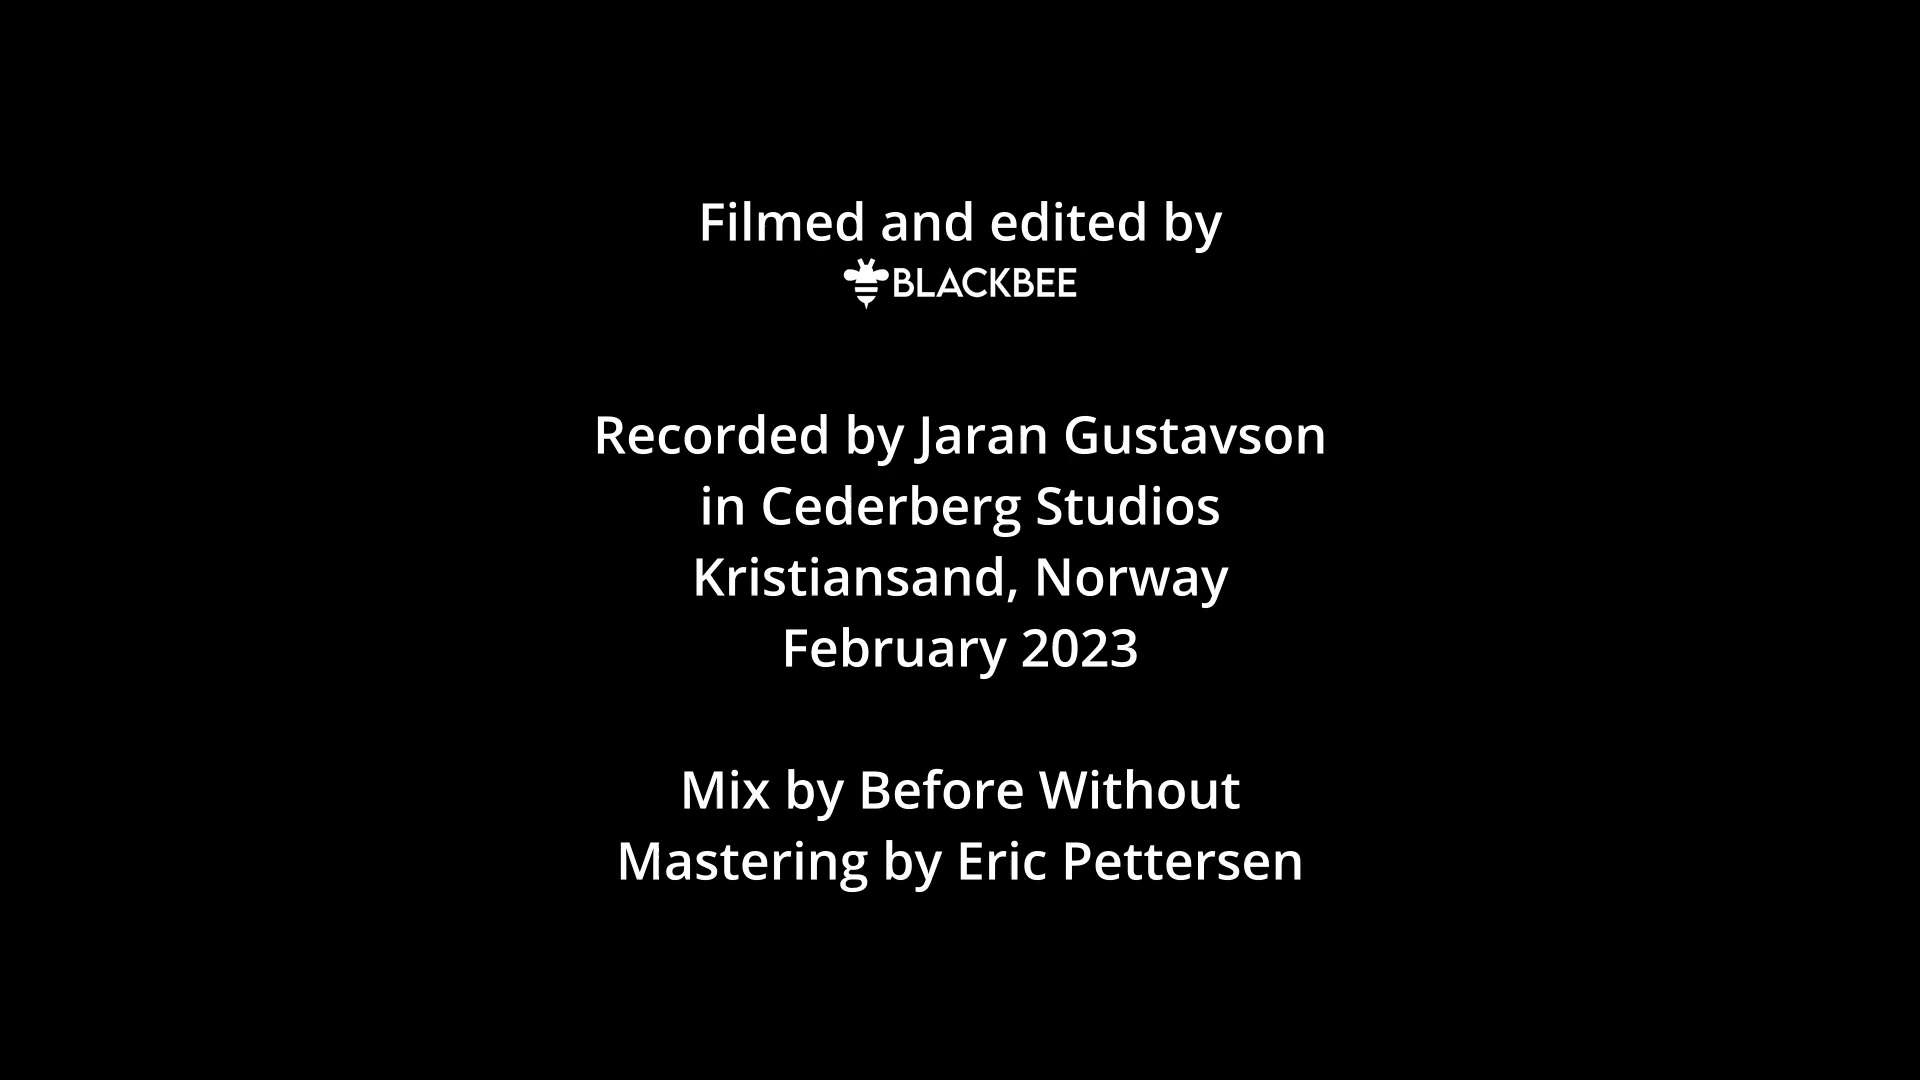 Filmed and edited by
BLACKBEE
Recorded by Jaran Gustavson
in Cederberg Studios
Kristiansand, Norway
February 2023
Mix by Before Without
Mastering by Eric Pettersen